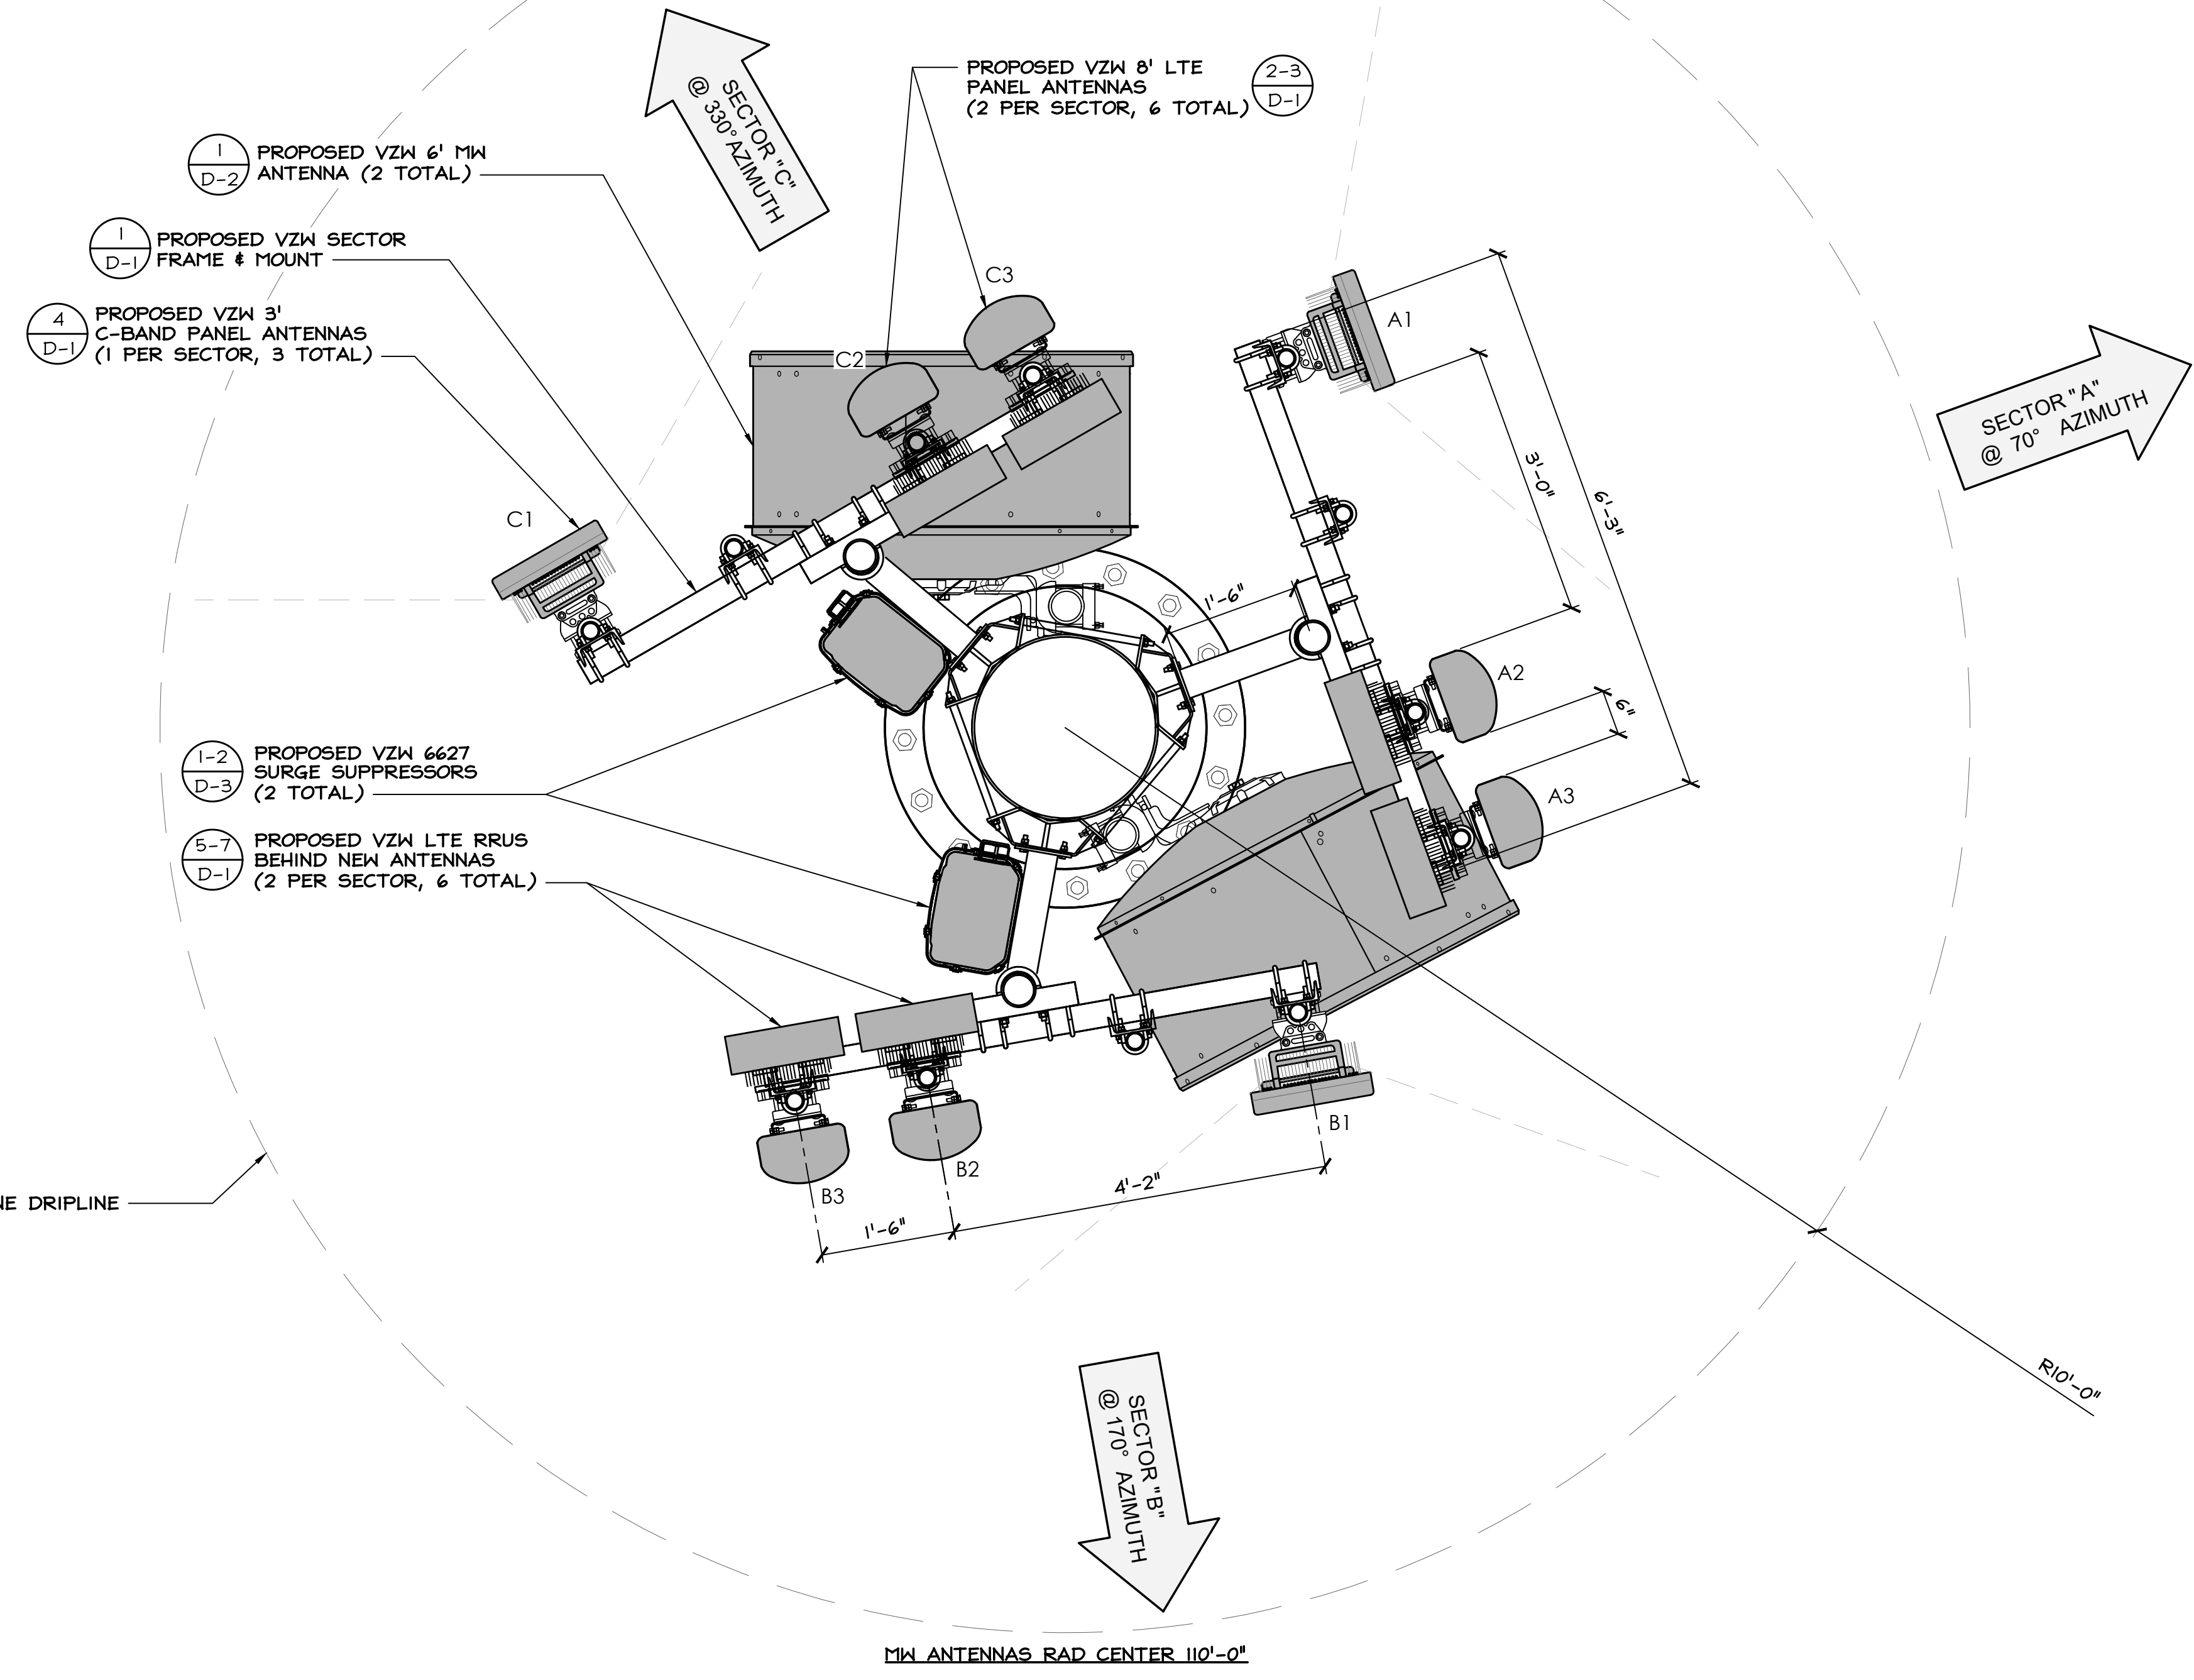 SECTOR "C"
@ 330° AZIMUTH
PROPOSED VZW 8' LTE
PANEL ANTENNAS
(2 PER SECTOR, 6 TOTAL)
2-3
D-1
1
D-2
PROPOSED VZW 6' MW
ANTENNA (2 TOTAL)
1
D-1
PROPOSED VZW SECTOR
FRAME & MOUNT
4
D-1
PROPOSED VZW 3'
C-BAND PANEL ANTENNAS
(1 PER SECTOR, 3 TOTAL)
C3
C2
C1
A1
SECTOR "A"
@ 70° AZIMUTH
3'-0"
6'-3"
1'-6"
A2
6"
A3
1-2
D-3
PROPOSED VZW 6627
SURGE SUPPRESSORS
(2 TOTAL)
5-7
D-1
PROPOSED VZW LTE RRUS
BEHIND NEW ANTENNAS
(2 PER SECTOR, 6 TOTAL)
B1
B2
B3
4'-2"
1'-6"
NE DRIPLINE
R10'-0"
SECTOR "B"
@ 170° AZIMUTH
MW ANTENNAS RAD CENTER 110'-0"